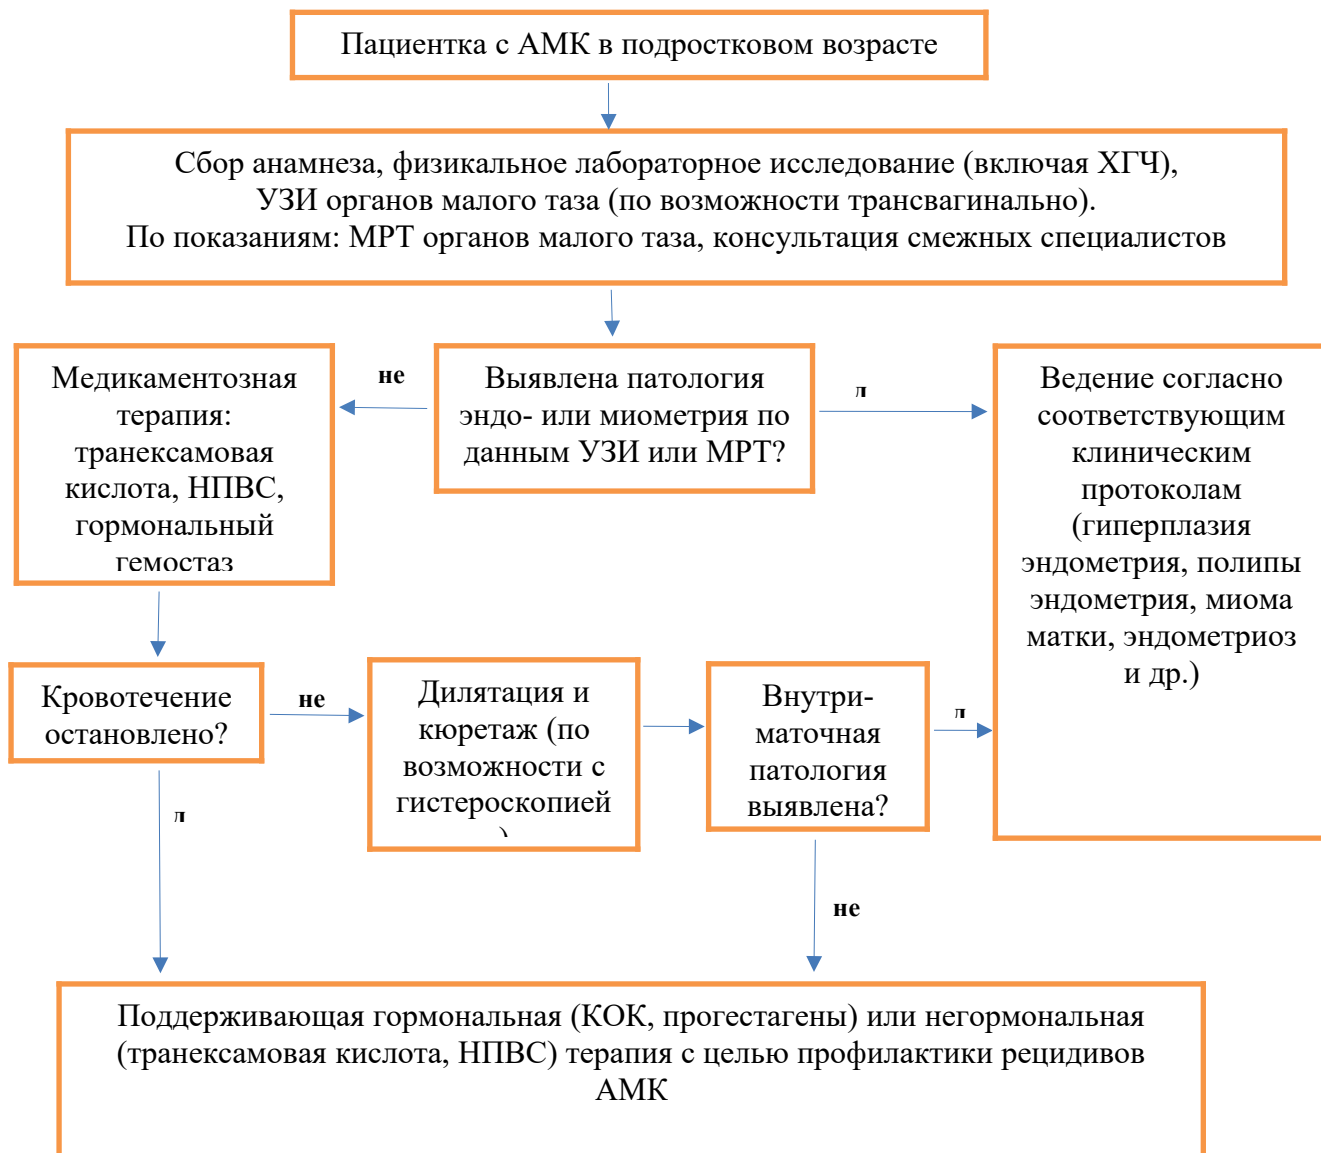 Пациентка с АМК в подростковом возрасте
Сбор анамнеза, физикальное лабораторное исследование (включая ХГЧ),
УЗИ органов малого таза (по возможности трансвагинально).
По показаниям: МРТ органов малого таза, консультация смежных специалистов
Медикаментозная
терапия:
транексамовая
кислота, НПВС,
гормональный
гемостаз
не
Выявлена патология
эндо- или миометрия по
данным УЗИ или МРТ?
Ведение согласно
соответствующим
клиническим
протоколам
(гиперплазия
эндометрия, полипы
эндометрия, миома
матки, эндометриоз
и др.)
Кровотечение
остановлено?
не
Дилятация и
кюретаж (по
возможности с
гистероскопией
)
Внутри-
маточная
патология
выявлена?
не
Поддерживающая гормональная (КОК, прогестагены) или негормональная
(транексамовая кислота, НПВС) терапия с целью профилактики рецидивов
АМК